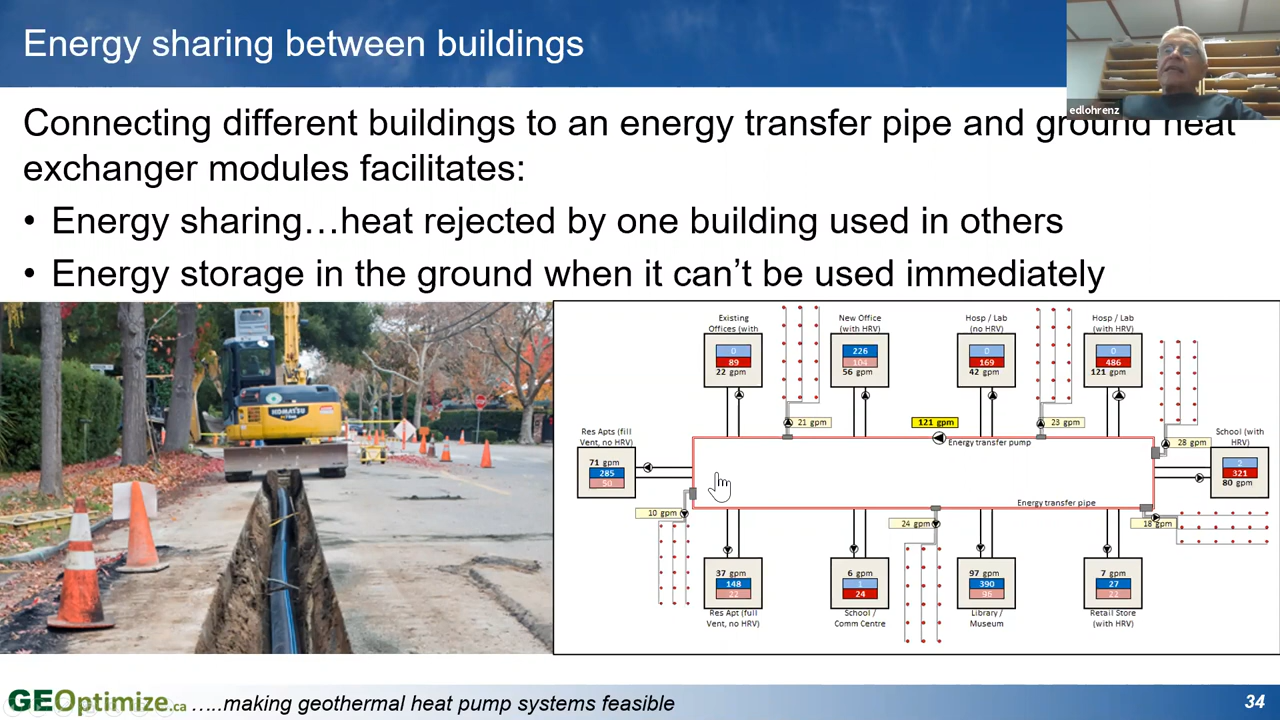 Energy sharing between buildings
edlohrenz
Connecting different buildings to an energy transfer pipe and ground heat
exchanger modules facilitates:
• Energy sharing…heat rejected by one building used in others
• Energy storage in the ground when it can't be used immediately
Existing
Offices (with
0
89
22 gpm
New Office
(with HRV)
226
104
56 gpm
Hosp / Lab
(no HRV)
0
169
42 gpm
Hosp / Lab
(with HRV)
0
486
121 gpm
21 gpm
121 gpm
23 gpm
Energy transfer pump
28 gpm
Res Apts (fill
Vent, no HRV)
71 gpm
285
50
School (with
HRV)
2
321
80 gpm
Energy transfer pipe
10 gpm
24 gpm
18 gpm
37 gpm
148
22
Res Apt (full
Vent, no HRV)
6 gpm
1
24
School /
Comm Centre
97 gpm
390
96
Library /
Museum
7 gpm
27
22
Retail Store
(with HRV)
KOMATSU
GEOptimize.ca …..making geothermal heat pump systems feasible
34